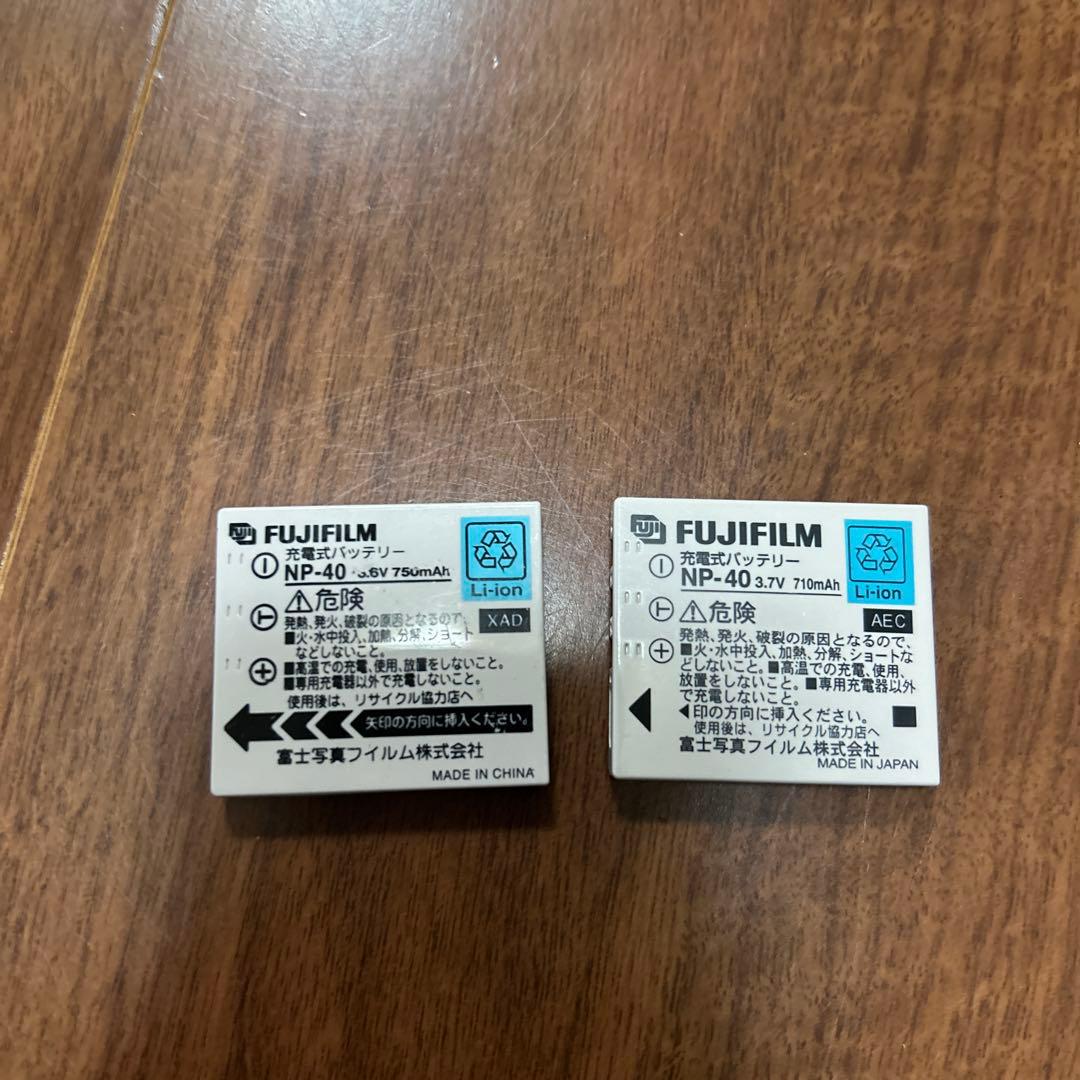 FUJI FUJIFILM
充電式バッテリー
NP-40 3.6V 750mAh
Li-ion
⚠危険
XAD
発熱、発火、破裂の原因となるので、
■火・水中投入、加熱、分解、ショート
などしないこと。
■高温での充電、使用、放置をしないこと。
■専用充電器以外で充電しないこと。
使用後は、リサイクル協力店へ
矢印の方向に挿入ください。
富士写真フイルム株式会社
MADE IN CHINA
FUJI FUJIFILM
充電式バッテリー
NP-40 3.7V 710mAh
Li-ion
⚠危険
AEC
発熱、発火、破裂の原因となるので、
■火・水中投入、加熱、分解、ショートな
どしないこと。■高温での充電、使用、
放置をしないこと。■専用充電器以外
で充電しないこと。
◀印の方向に挿入ください。
使用後は、リサイクル協力店へ
富士写真フイルム株式会社
MADE IN JAPAN